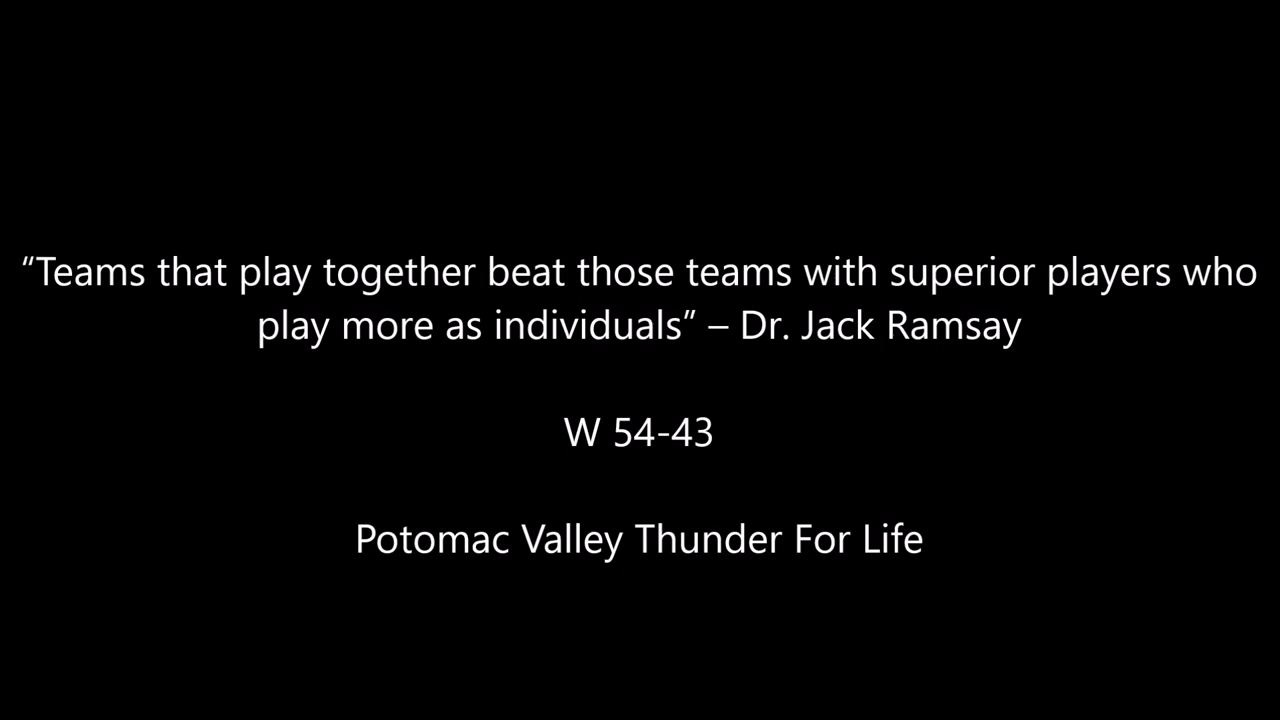 “Teams that play together beat those teams with superior players who
play more as individuals” – Dr. Jack Ramsay
W 54-43
Potomac Valley Thunder For Life